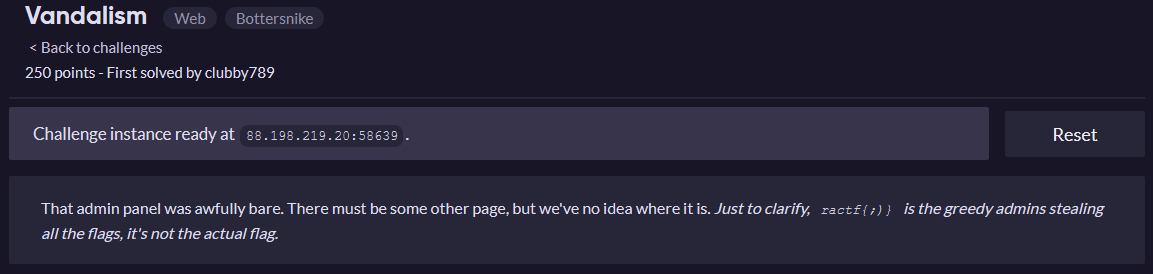 Vandalism Web Bottersnike
< Back to challenges
250 points - First solved by clubby789
Challenge instance ready at 88.198.219.20:58639.
Reset
That admin panel was awfully bare. There must be some other page, but we've no idea where it is. Just to clarify, ractf{;)} is the greedy admins stealing
all the flags, it's not the actual flag.